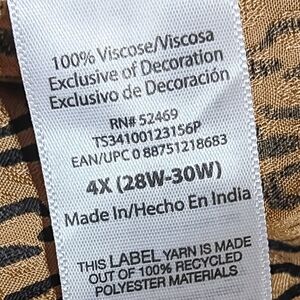 100% Viscose/Viscosa
Exclusive of Decoration
Exclusivo de Decoración
RN# 52469
TS34100123156P
EAN/UPC 0 88751218683
4X (28W-30W)
Made In/Hecho En India
THIS LABEL YARN IS MADE
OUT OF 100% RECYCLED
POLYESTER MATERIALS